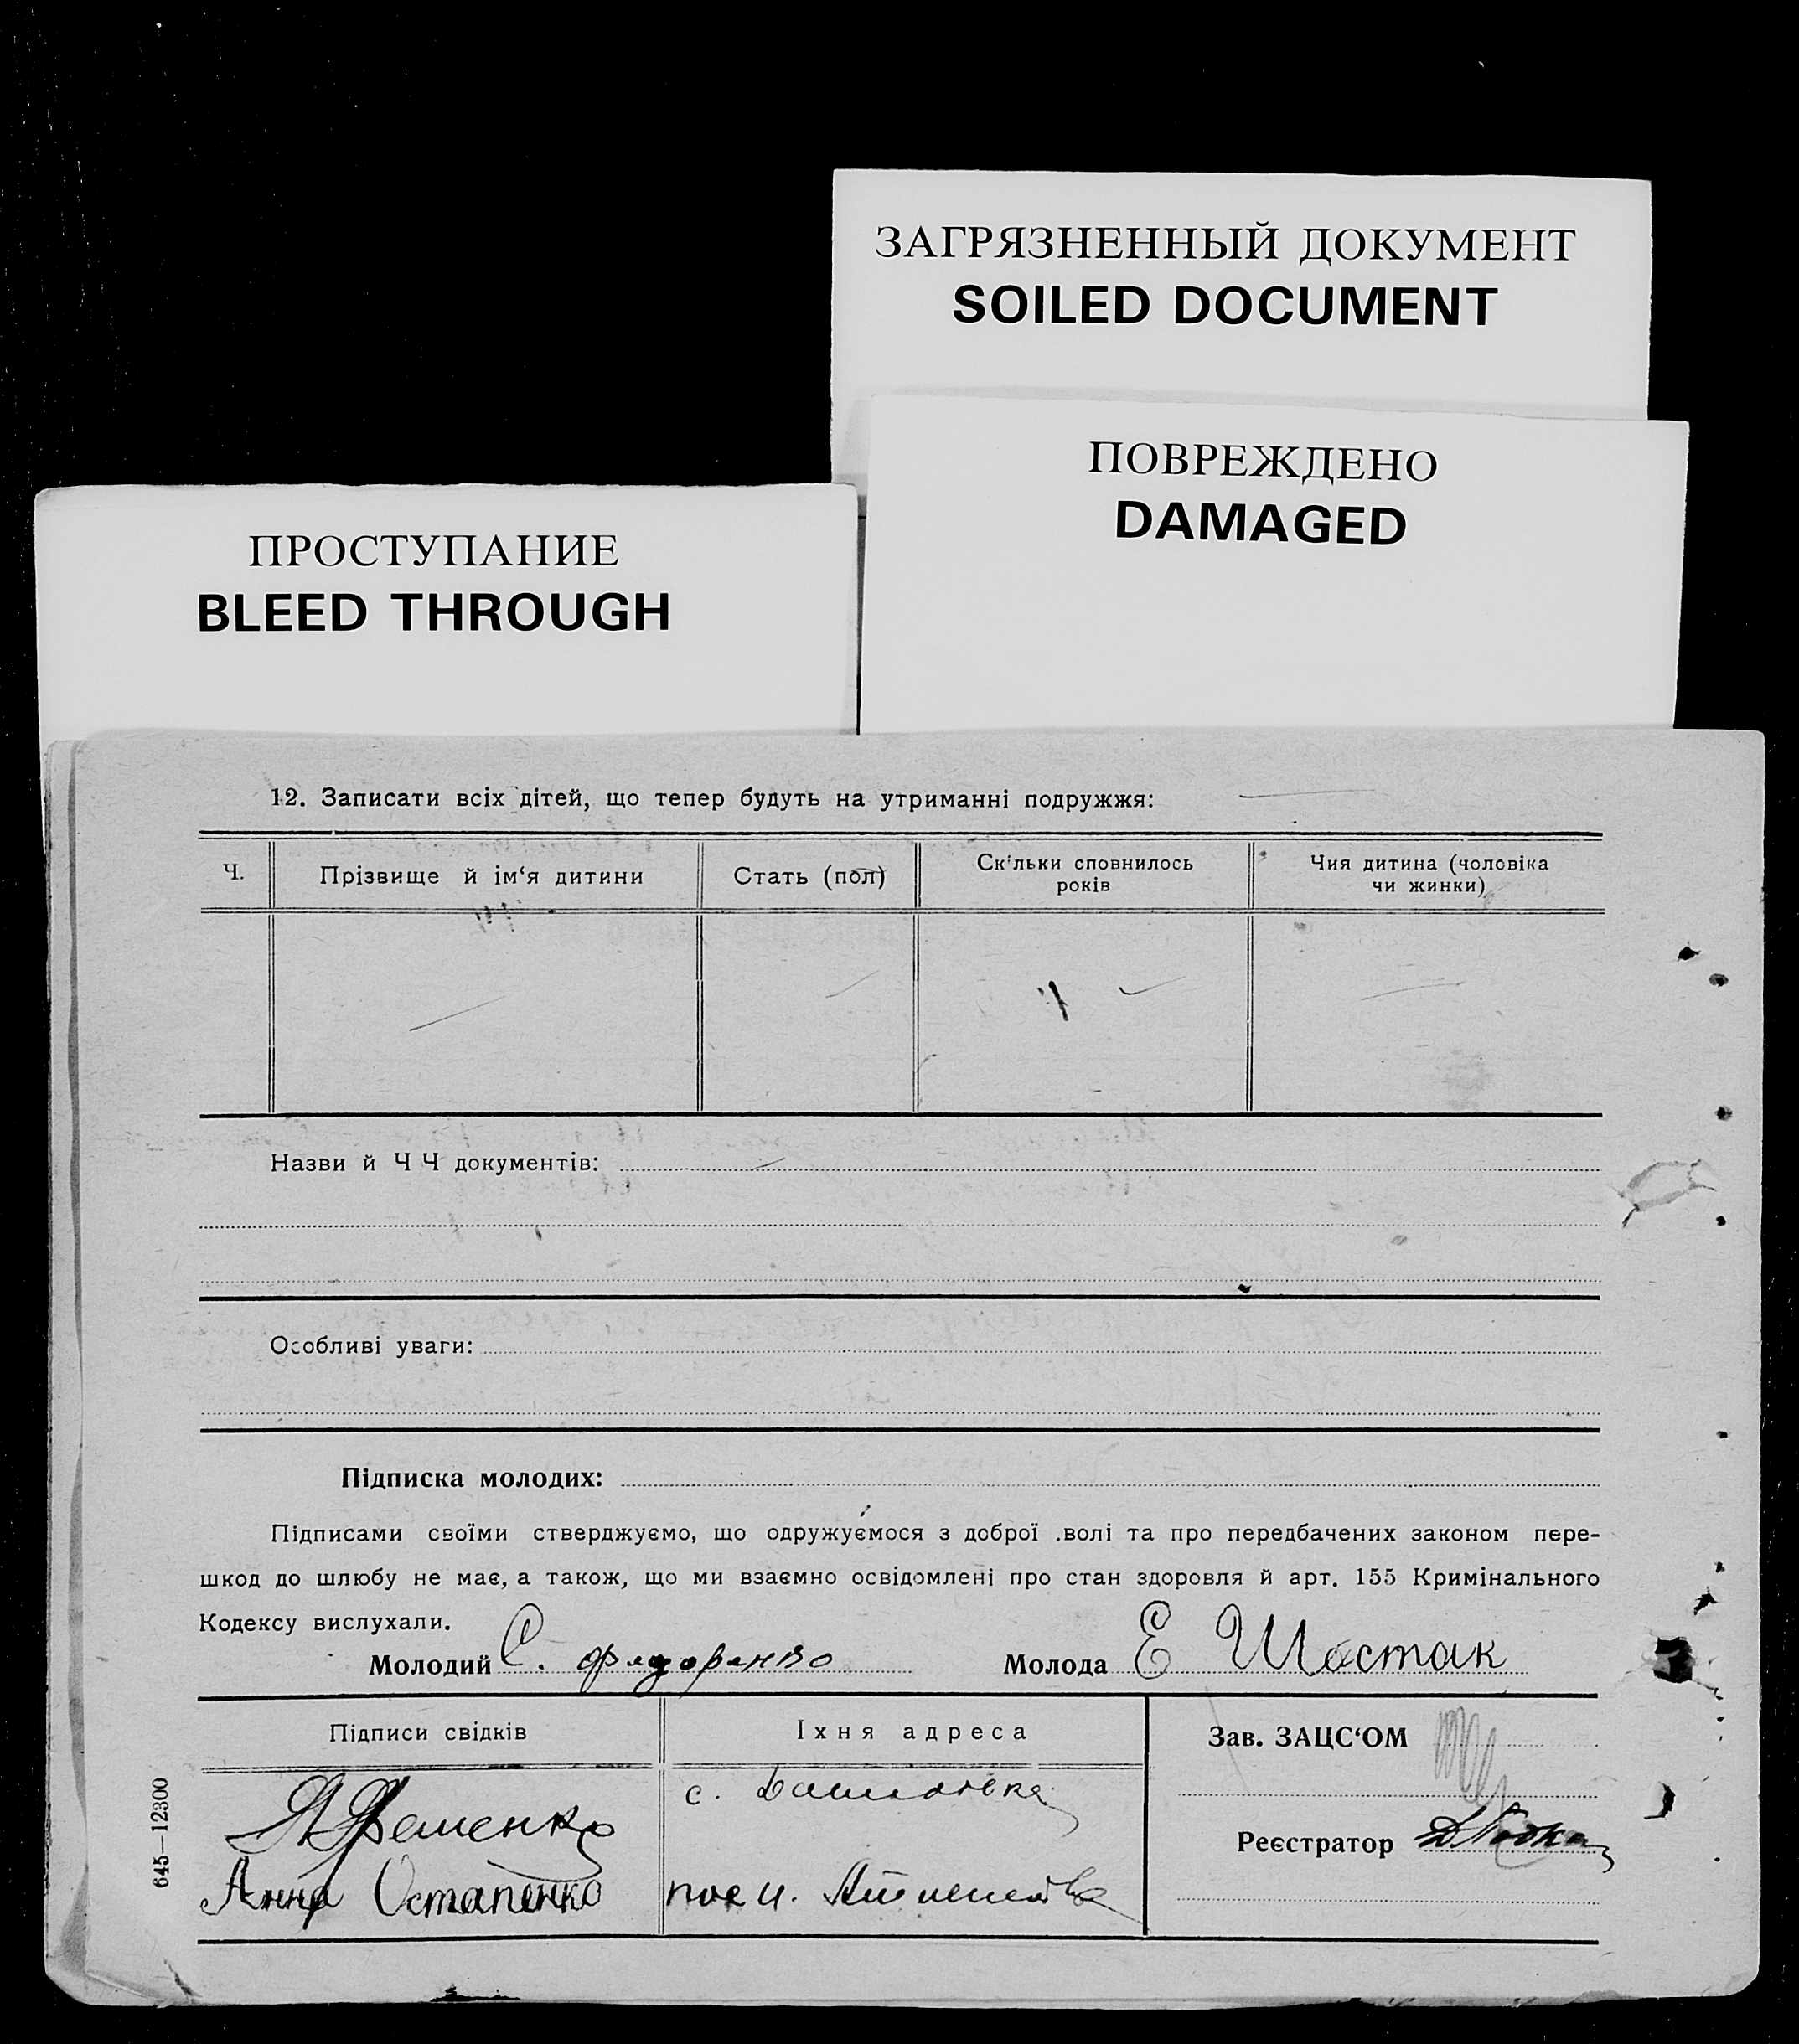 ЗАГРЯЗНЕННЫЙ ДОКУМЕНТ
SOILED DOCUMENT
ПОВРЕЖДЕНО
DAMAGED
ПРОСТУПАНИЕ
BLEED THROUGH
12. Записати всіх дітей, що тепер будуть на утриманні подружжя:
Ч.
Прізвище й ім‘я дитини
Стать (пол)
Скільки сповнилось
років
Чия дитина (чоловіка
чи жинки)
Назви й Ч Ч документів:
Особливі уваги:
Підписка молодих:
Підписами своїми стверджуємо, що одружуємося з доброї .волі та про передбачених законом пере-
шкод до шлюбу не має, а також, що ми взаємно освідомлені про стан здоровля й арт. 155 Кримінального
Кодексу вислухали.
Молодий С. Федоренко Молода Е Шостак
Підписи свідків
Їхня адреса
Зав. ЗАЦС‘ОМ
с.
Реєстратор
Анна Остапенко
645—12300